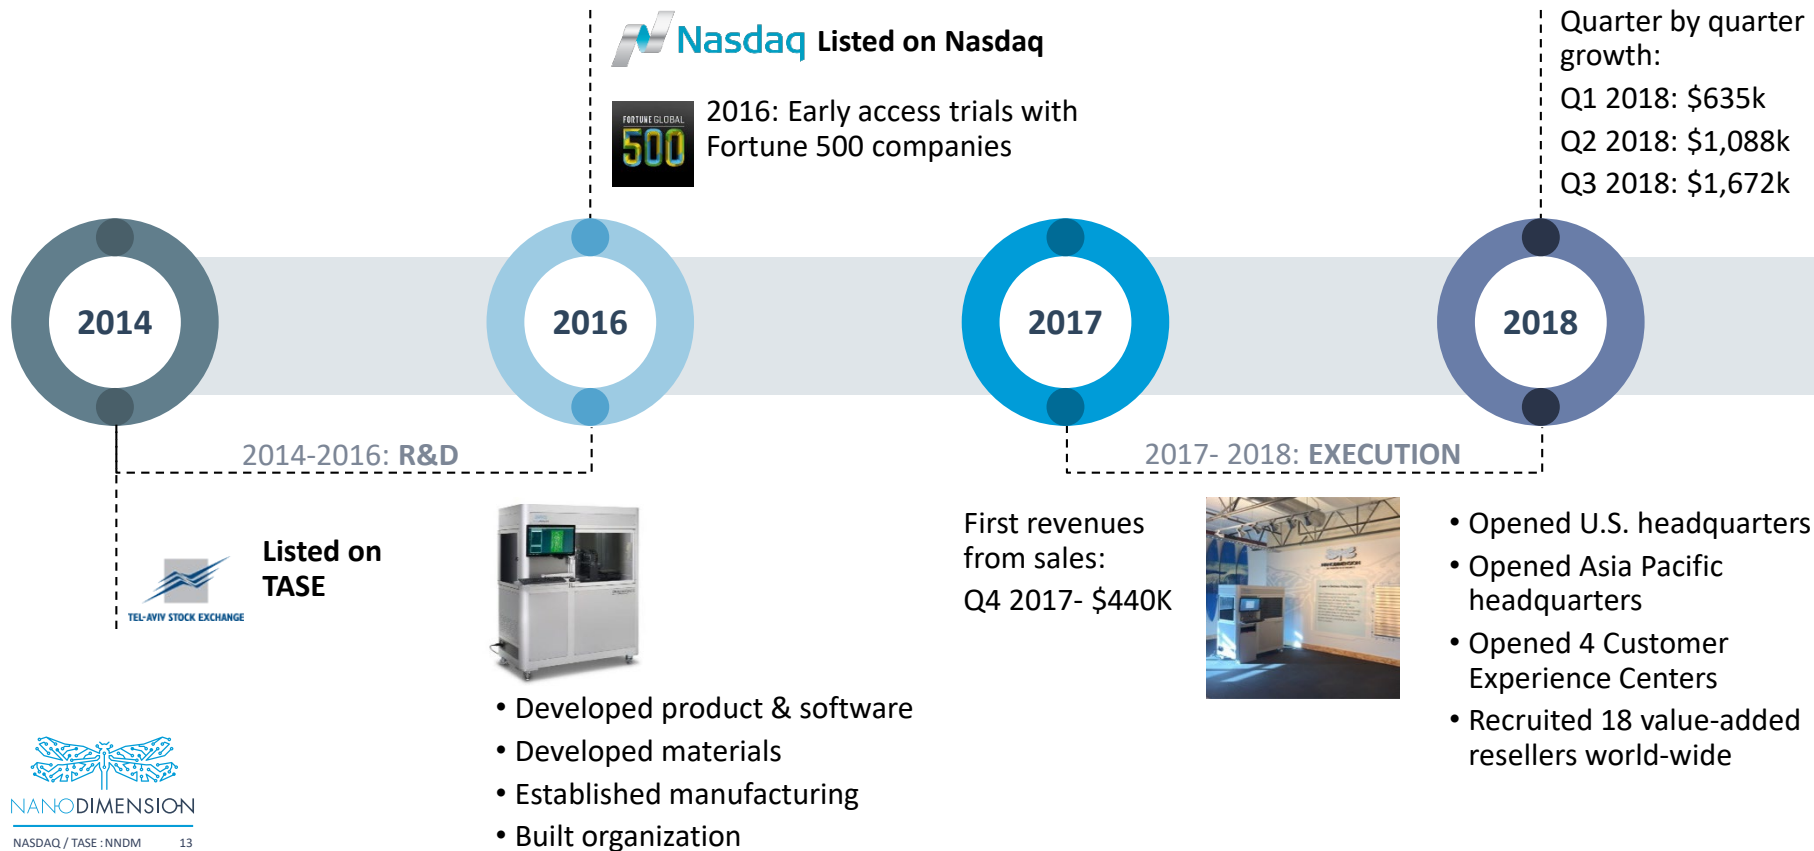 Nasdaq Listed on Nasdaq
FORTUNE GLOBAL
500
2016: Early access trials with
Fortune 500 companies
Quarter by quarter
growth:
Q1 2018: $635k
Q2 2018: $1,088k
Q3 2018: $1,672k
2014
2016
2017
2018
2014-2016: R&D
2017- 2018: EXECUTION
Listed on
TASE
TEL-AVIV STOCK EXCHANGE
• Developed product & software
• Developed materials
• Established manufacturing
• Built organization
First revenues
from sales:
Q4 2017- $440K
• Opened U.S. headquarters
• Opened Asia Pacific
headquarters
• Opened 4 Customer
Experience Centers
• Recruited 18 value-added
resellers world-wide
NANODIMENSION
NASDAQ / TASE : NNDM 13